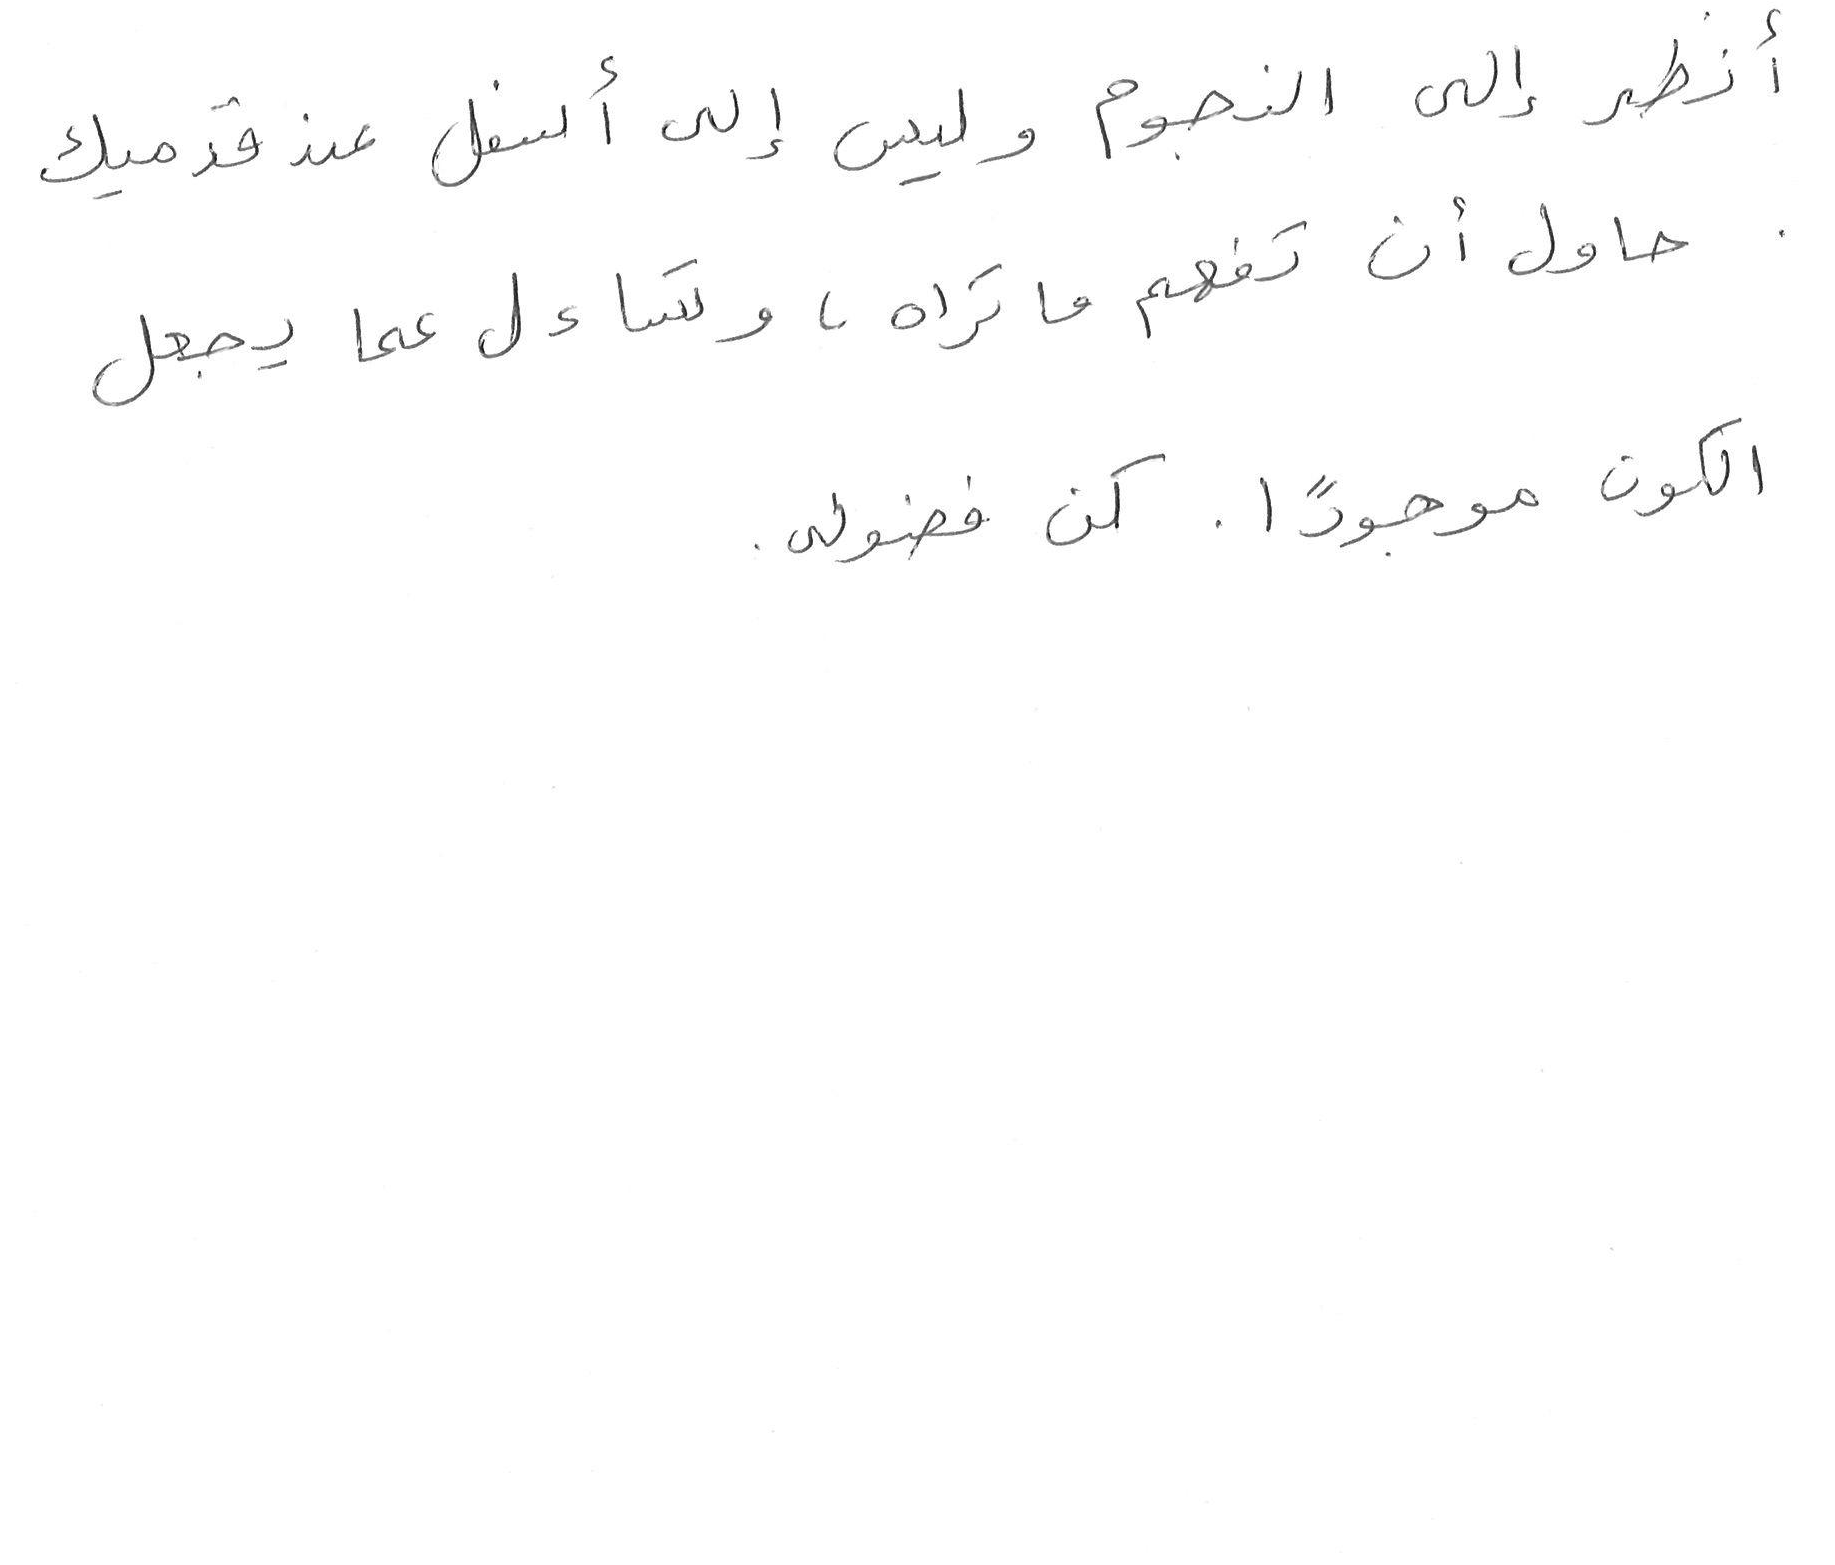 أنظر إلى النجوم وليس إلى أسفل عند قدميك
. حاول أن تفهم ما تراه، وتساءل عما يجعل
الكون موجودًا. كن فضولى.